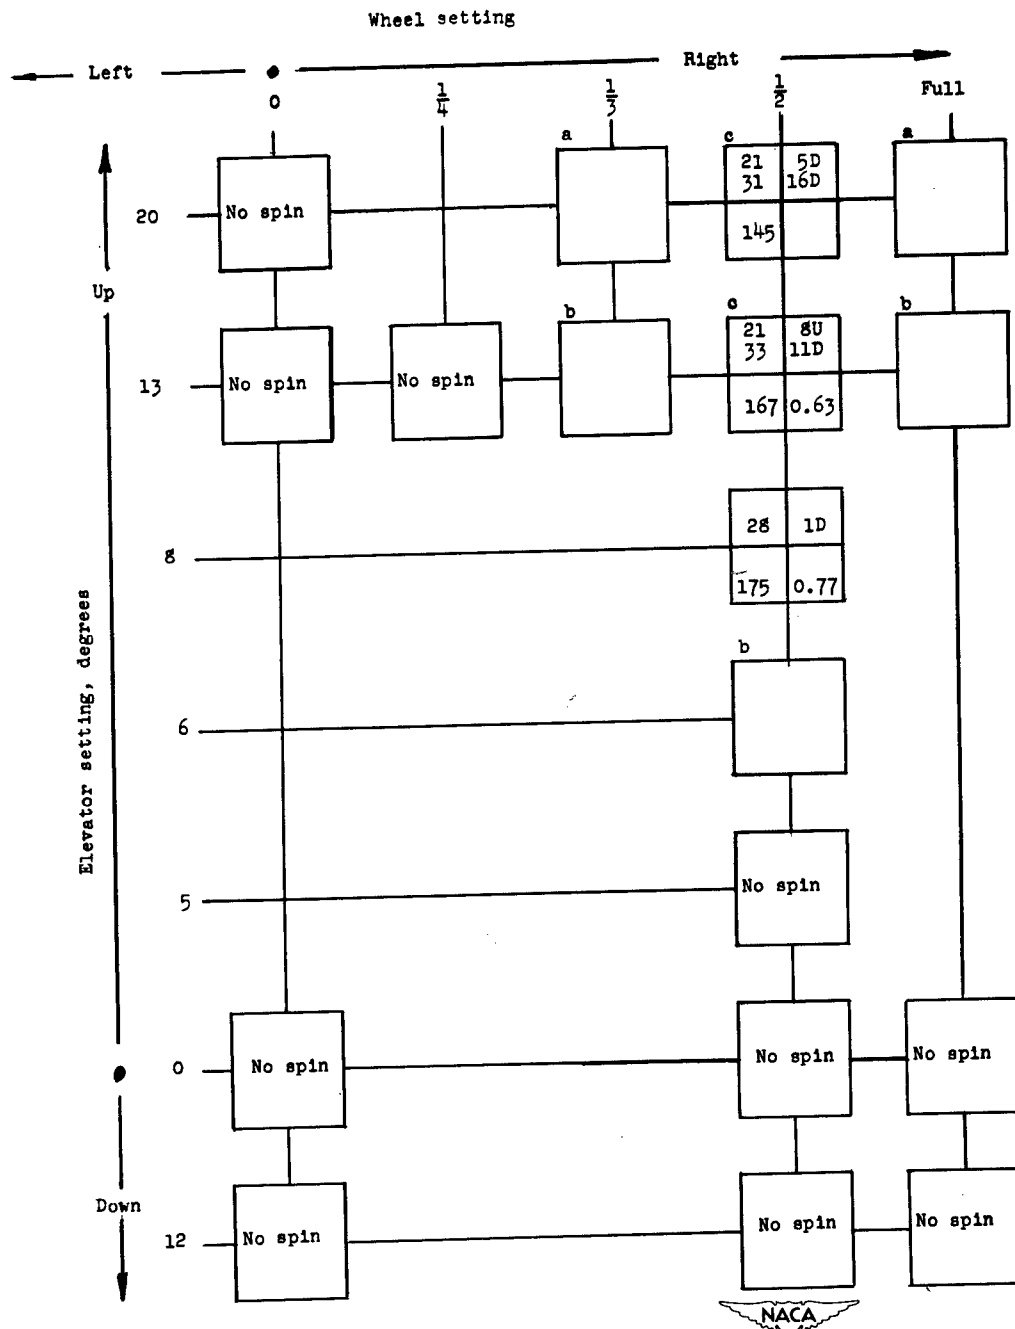 Wheel setting
Left
Right
0
1/4
1/3
1/2
Full
a
c
a
20
No spin
21 5D
31 16D
145
Up
b
c
b
13
No spin
No spin
21 8U
33 11D
167 0.63
8
28 1D
175 0.77
Elevator setting, degrees
b
6
5
No spin
0
No spin
No spin
No spin
Down
12
No spin
No spin
No spin
NACA